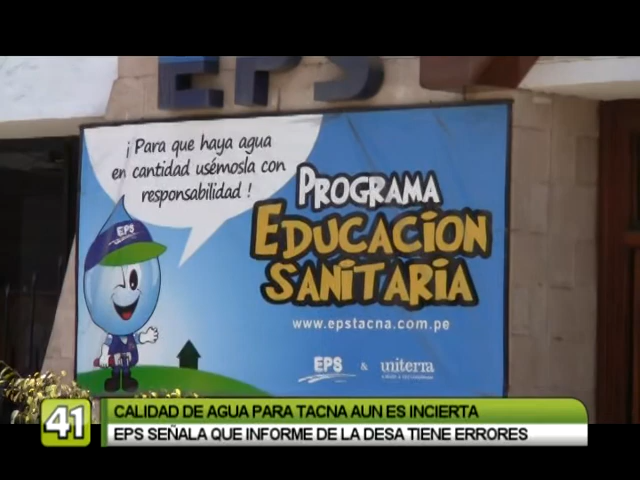 EPS
¡Para que haya agua
en cantidad usémosla con
responsabilidad !
PROGRAMA
EDUCACION
SANITARIA
EPS
www.epstacna.com.pe
EPS & uniterra
41
CALIDAD DE AGUA PARA TACNA AUN ES INCIERTA
EPS SEÑALA QUE INFORME DE LA DESA TIENE ERRORES